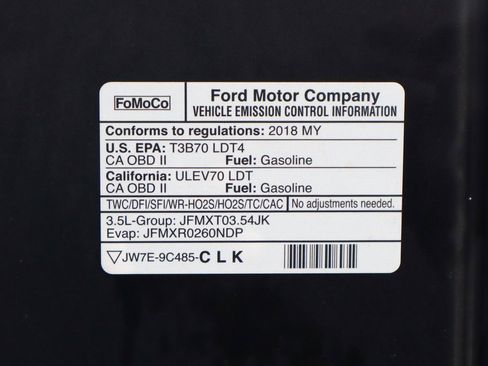 FoMoCo
Ford Motor Company
VEHICLE EMISSION CONTROL INFORMATION
Conforms to regulations: 2018 MY
U.S. EPA: T3B70 LDT4
CA OBD II Fuel: Gasoline
California: ULEV70 LDT
CA OBD II Fuel: Gasoline
TWC/DFI/SFI/WR-HO2S/HO2S/TC/CAC No adjustments needed.
3.5L-Group: JFMXT03.54JK
Evap: JFMXR0260NDP
JW7E-9C485-CLK